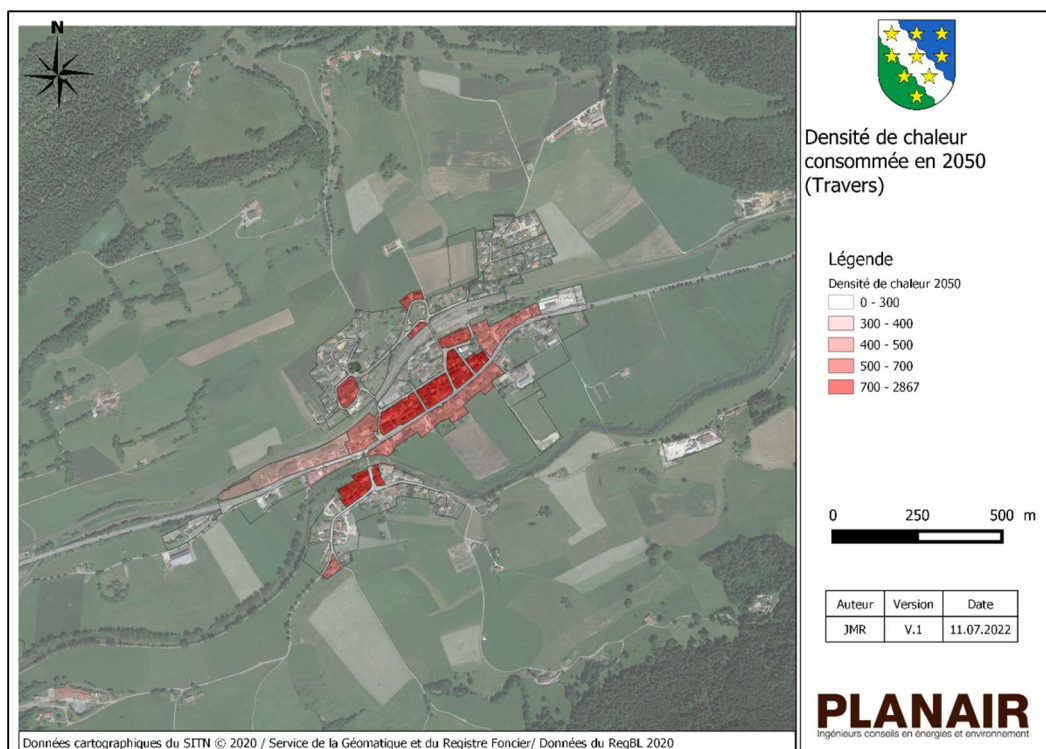 N
Densité de chaleur
consommée en 2050
(Travers)
Légende
Densité de chaleur 2050
0 - 300
300 - 400
400 - 500
500 - 700
700 - 2867
0 250 500 m
Auteur Version Date
JMR V.1 11.07.2022
PLANAIR
Ingénieurs conseils en énergies et environnement
Données cartographiques du SITN © 2020 / Service de la Géomatique et du Registre Foncier/ Données du RegBL 2020